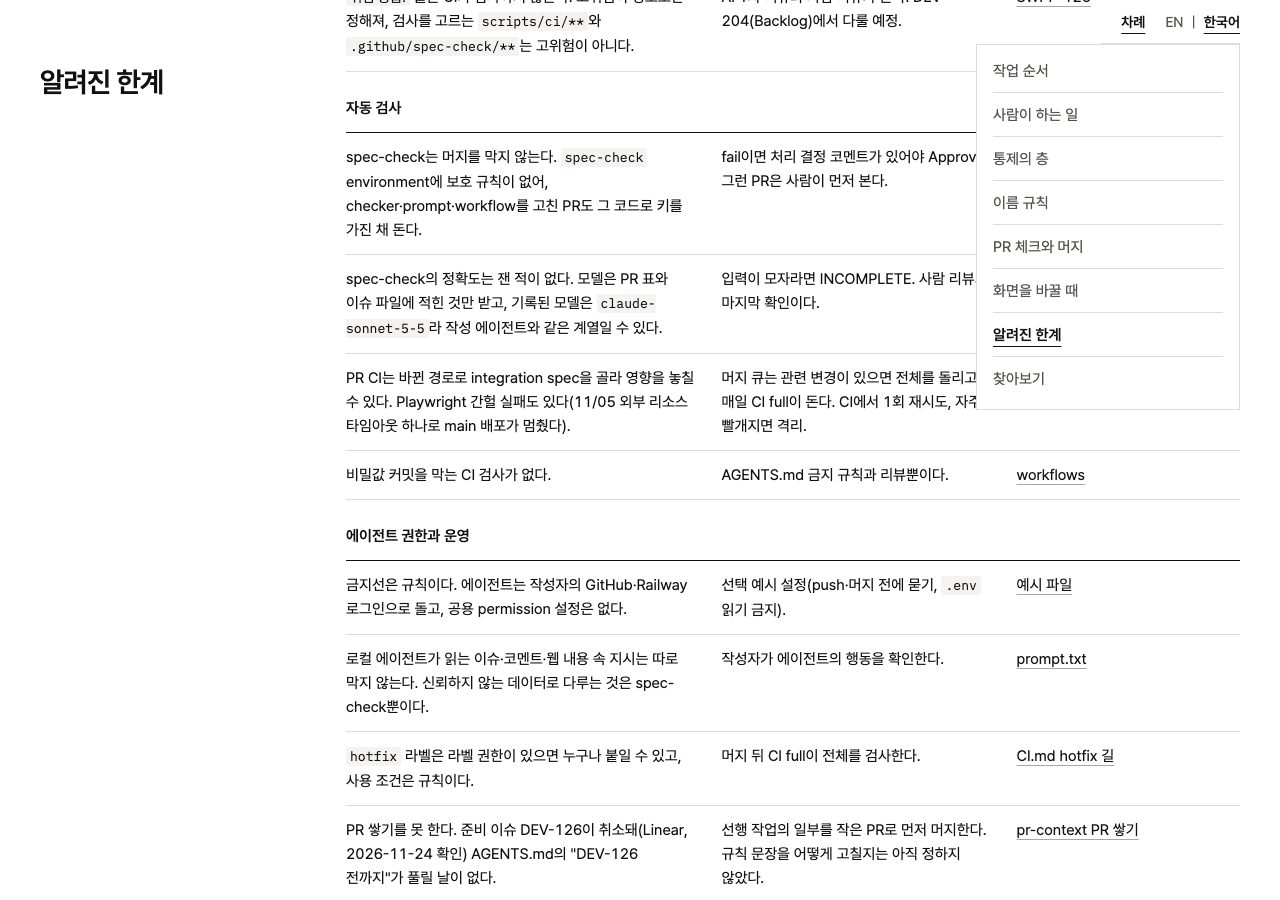 정해져, 검사를 고르는 scripts/ci/** 와
.github/spec-check/** 는 고위험이 아니다.
204(Backlog)에서 다룰 예정.
차례 EN | 한국어
작업 순서
사람이 하는 일
통제의 층
이름 규칙
PR 체크와 머지
화면을 바꿀 때
알려진 한계
찾아보기
알려진 한계
자동 검사
spec-check는 머지를 막지 않는다. spec-check
environment에 보호 규칙이 없어,
checker·prompt·workflow를 고친 PR도 그 코드로 키를
가진 채 돈다.
fail이면 처리 결정 코멘트가 있어야 Approv
그런 PR은 사람이 먼저 본다.
spec-check의 정확도는 잰 적이 없다. 모델은 PR 표와
이슈 파일에 적힌 것만 받고, 기록된 모델은 claude-
sonnet-5-5 라 작성 에이전트와 같은 계열일 수 있다.
입력이 모자라면 INCOMPLETE. 사람 리뷰
마지막 확인이다.
PR CI는 바뀐 경로로 integration spec을 골라 영향을 놓칠
수 있다. Playwright 간헐 실패도 있다(11/05 외부 리소스
타임아웃 하나로 main 배포가 멈췄다).
머지 큐는 관련 변경이 있으면 전체를 돌리고
매일 CI full이 돈다. CI에서 1회 재시도, 자주
빨개지면 격리.
비밀값 커밋을 막는 CI 검사가 없다.
AGENTS.md 금지 규칙과 리뷰뿐이다.
workflows
에이전트 권한과 운영
금지선은 규칙이다. 에이전트는 작성자의 GitHub·Railway
로그인으로 돌고, 공용 permission 설정은 없다.
선택 예시 설정(push·머지 전에 묻기, .env
읽기 금지).
예시 파일
로컬 에이전트가 읽는 이슈·코멘트·웹 내용 속 지시는 따로
막지 않는다. 신뢰하지 않는 데이터로 다루는 것은 spec-
check뿐이다.
작성자가 에이전트의 행동을 확인한다.
prompt.txt
hotfix 라벨은 라벨 권한이 있으면 누구나 붙일 수 있고,
사용 조건은 규칙이다.
머지 뒤 CI full이 전체를 검사한다.
CI.md hotfix 길
PR 쌓기를 못 한다. 준비 이슈 DEV-126이 취소돼(Linear,
2026-11-24 확인) AGENTS.md의 "DEV-126
전까지"가 풀릴 날이 없다.
선행 작업의 일부를 작은 PR로 먼저 머지한다.
규칙 문장을 어떻게 고칠지는 아직 정하지
않았다.
pr-context PR 쌓기